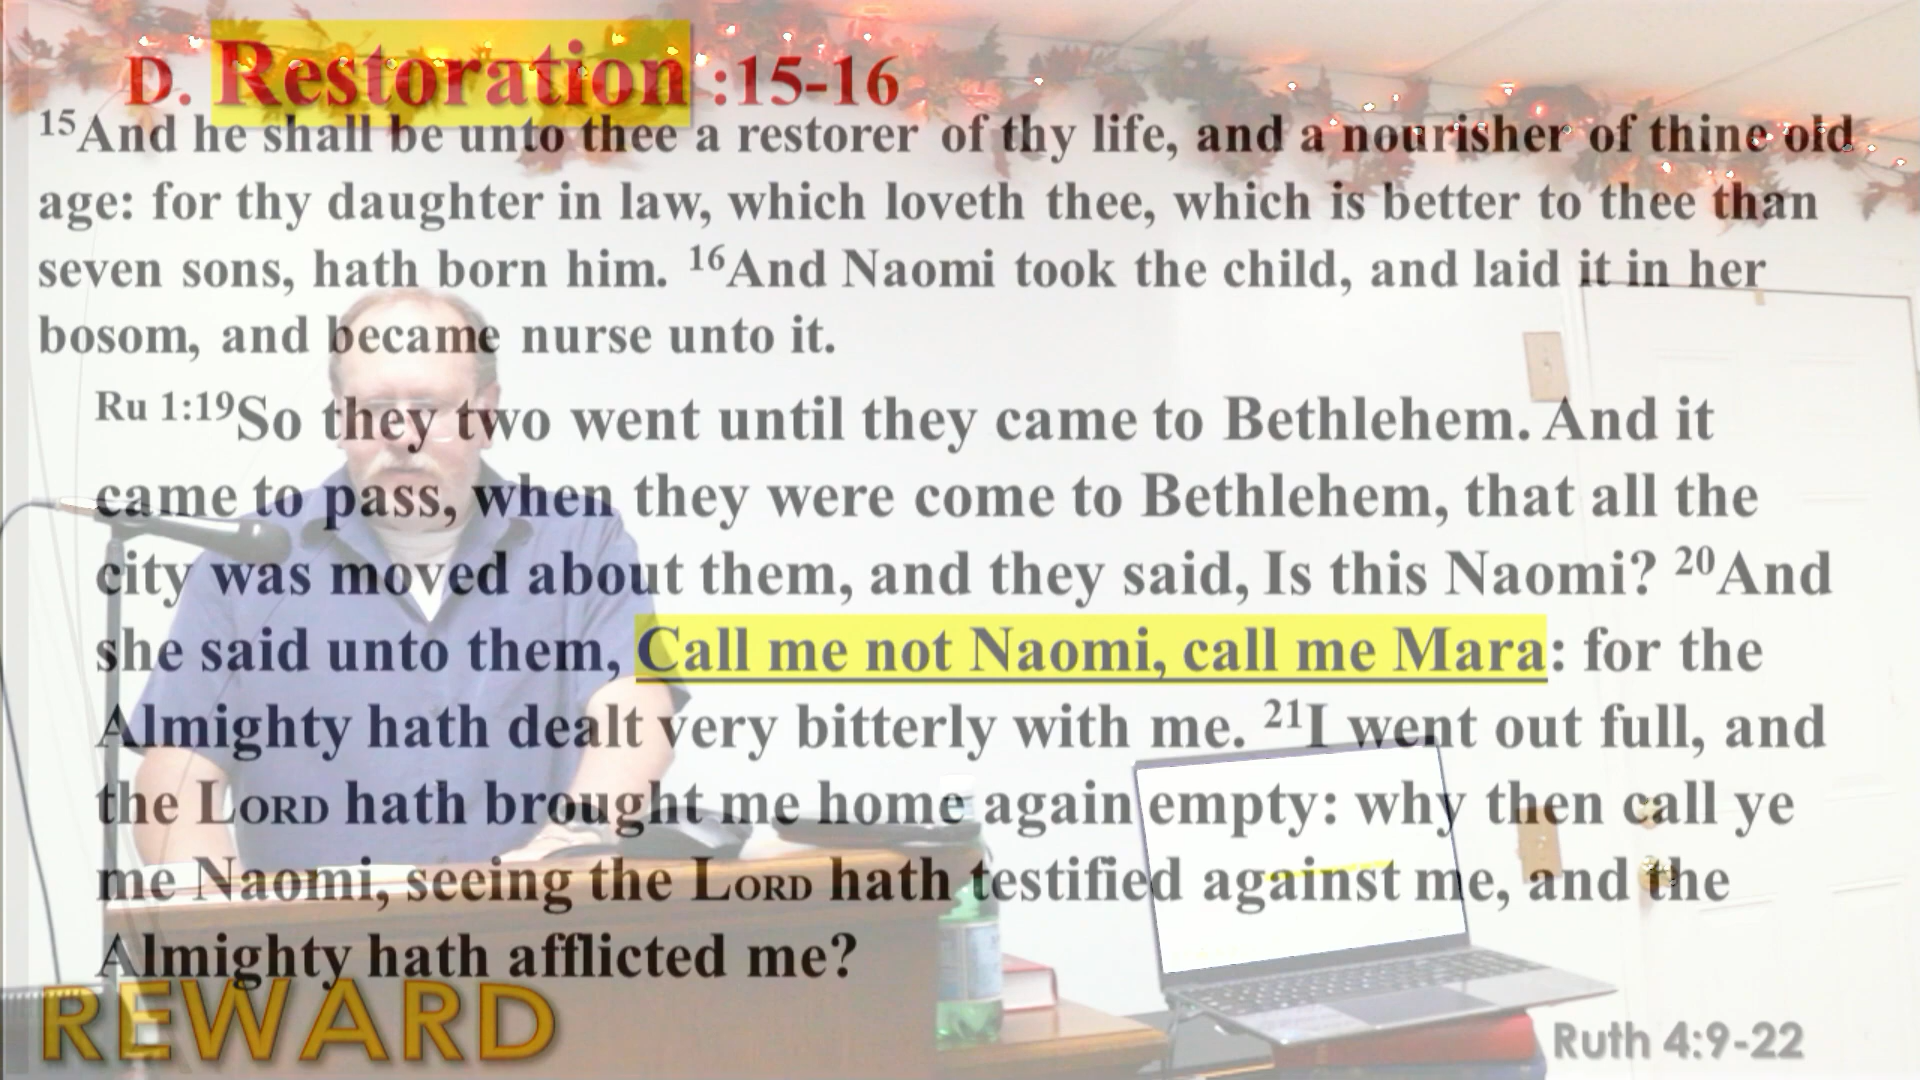 D. Restoration :15-16
15And he shall be unto thee a restorer of thy life, and a nourisher of thine old
age: for thy daughter in law, which loveth thee, which is better to thee than
seven sons, hath born him. 16And Naomi took the child, and laid it in her
bosom, and became nurse unto it.
Ru 1:19So they two went until they came to Bethlehem. And it
came to pass, when they were come to Bethlehem, that all the
city was moved about them, and they said, Is this Naomi? 20And
she said unto them, Call me not Naomi, call me Mara: for the
Almighty hath dealt very bitterly with me. 21I went out full, and
the LORD hath brought me home again empty: why then call ye
me Naomi, seeing the LORD hath testified against me, and the
Almighty hath afflicted me?
REWARD
Ruth 4:9-22